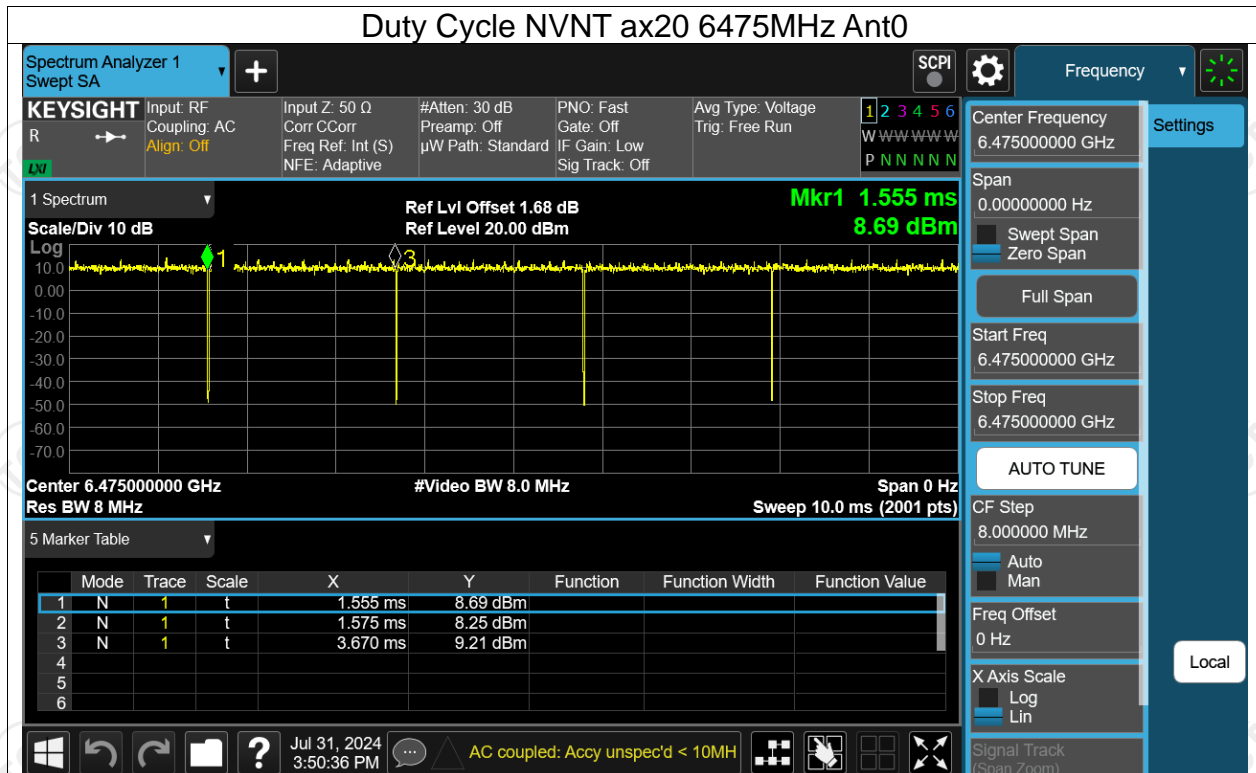 Duty Cycle NVNT ax20 6475MHz Ant0
Spectrum Analyzer 1
Swept SA
SCPI
Frequency
KEYSIGHT
R
LXI
Input: RF
Coupling: AC
Align: Off
Input Z: 50 Ω
Corr CCorr
Freq Ref: Int (S)
NFE: Adaptive
#Atten: 30 dB
Preamp: Off
µW Path: Standard
PNO: Fast
Gate: Off
IF Gain: Low
Sig Track: Off
Avg Type: Voltage
Trig: Free Run
1 2 3 4 5 6
W W W W W W
P N N N N N
1 Spectrum
Scale/Div 10 dB
Ref Lvl Offset 1.68 dB
Ref Level 20.00 dBm
Mkr1 1.555 ms
8.69 dBm
Log
1
3
10.0
0.00
-10.0
-20.0
-30.0
-40.0
-50.0
-60.0
-70.0
Center 6.475000000 GHz
#Video BW 8.0 MHz
Span 0 Hz
Res BW 8 MHz
Sweep 10.0 ms (2001 pts)
5 Marker Table
Mode Trace Scale X Y Function Function Width Function Value
1 N 1 t 1.555 ms 8.69 dBm
2 N 1 t 1.575 ms 8.25 dBm
3 N 1 t 3.670 ms 9.21 dBm
4
5
6
Center Frequency
6.475000000 GHz
Settings
Span
0.00000000 Hz
Swept Span
Zero Span
Full Span
Start Freq
6.475000000 GHz
Stop Freq
6.475000000 GHz
AUTO TUNE
CF Step
8.000000 MHz
Auto
Man
Freq Offset
0 Hz
Local
X Axis Scale
Log
Lin
Signal Track
(Span Zoom)
?
Jul 31, 2024
3:50:36 PM
AC coupled: Accy unspec'd < 10MH